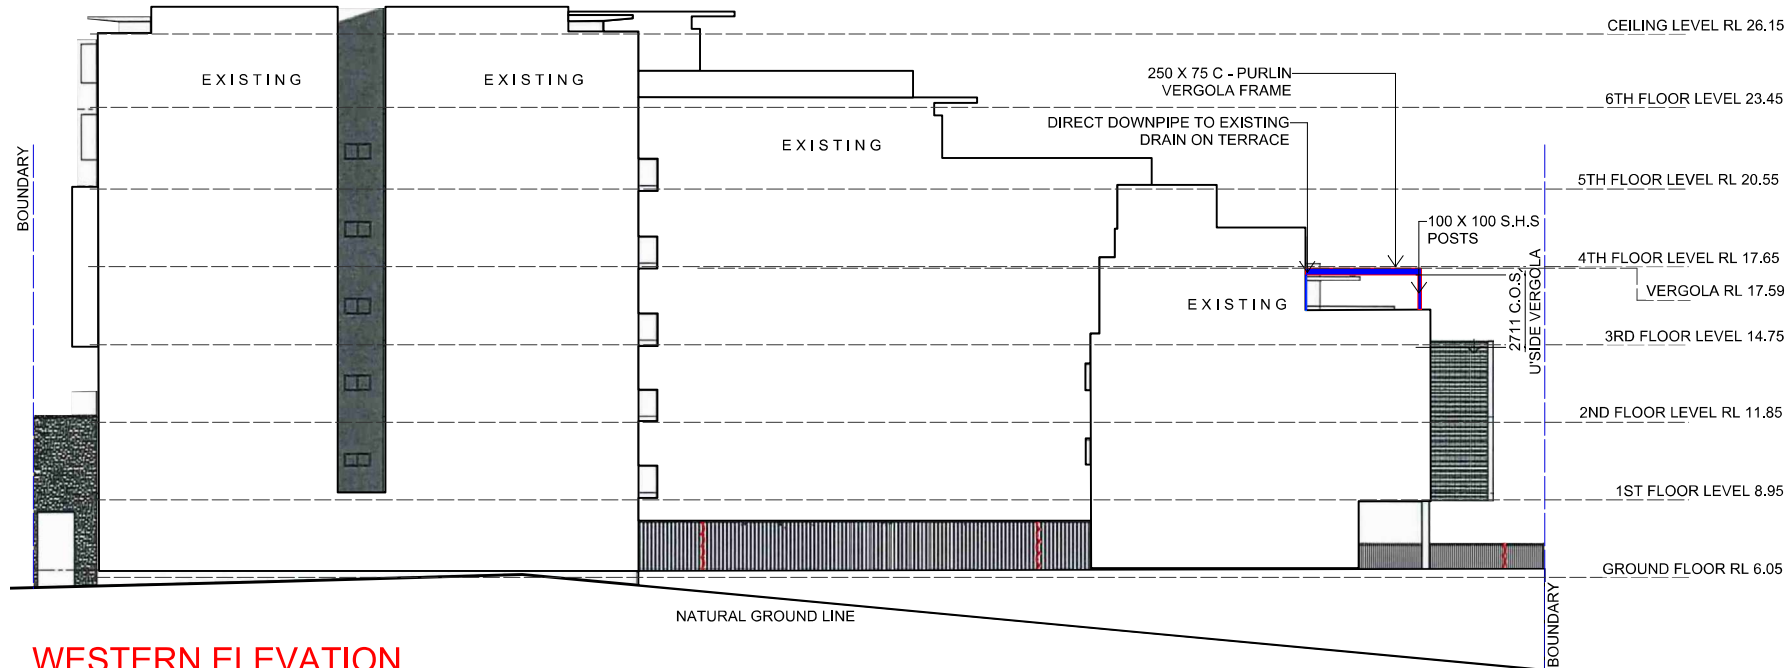 CEILING LEVEL RL 26.15
EXISTING
EXISTING
250 X 75 C - PURLIN
VERGOLA FRAME
6TH FLOOR LEVEL 23.45
DIRECT DOWNPIPE TO EXISTING
DRAIN ON TERRACE
EXISTING
BOUNDARY
5TH FLOOR LEVEL RL 20.55
100 X 100 S.H.S
POSTS
4TH FLOOR LEVEL RL 17.65
VERGOLA RL 17.59
EXISTING
2711 C.O.S.
U'SIDE VERGOLA
3RD FLOOR LEVEL 14.75
2ND FLOOR LEVEL RL 11.85
1ST FLOOR LEVEL 8.95
GROUND FLOOR RL 6.05
NATURAL GROUND LINE
BOUNDARY
WESTERN ELEVATION